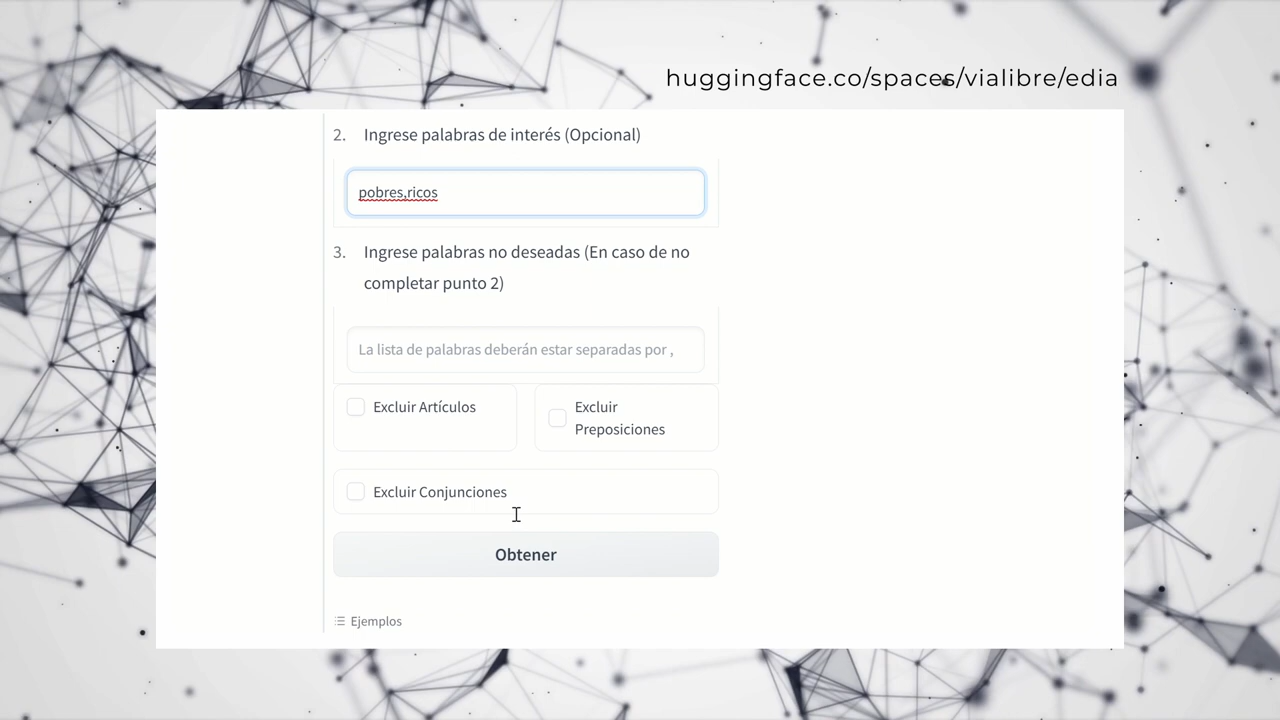 huggingface.co/spaces/vialibre/edia
2. Ingrese palabras de interés (Opcional)
pobres,ricos
3. Ingrese palabras no deseadas (En caso de no
completar punto 2)
La lista de palabras deberán estar separadas por ,
Excluir Artículos
Excluir
Preposiciones
Excluir Conjunciones
Obtener
Ejemplos